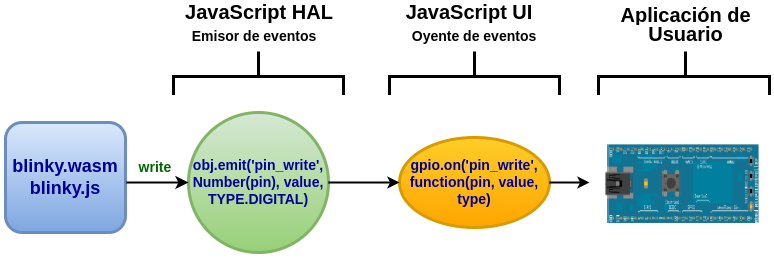 JavaScript HAL
Emisor de eventos
JavaScript UI
Oyente de eventos
Aplicación de
Usuario
blinky.wasm
blinky.js
write
obj.emit('pin_write',
Number(pin), value,
TYPE.DIGITAL)
gpio.on('pin_write',
function(pin, value,
type)